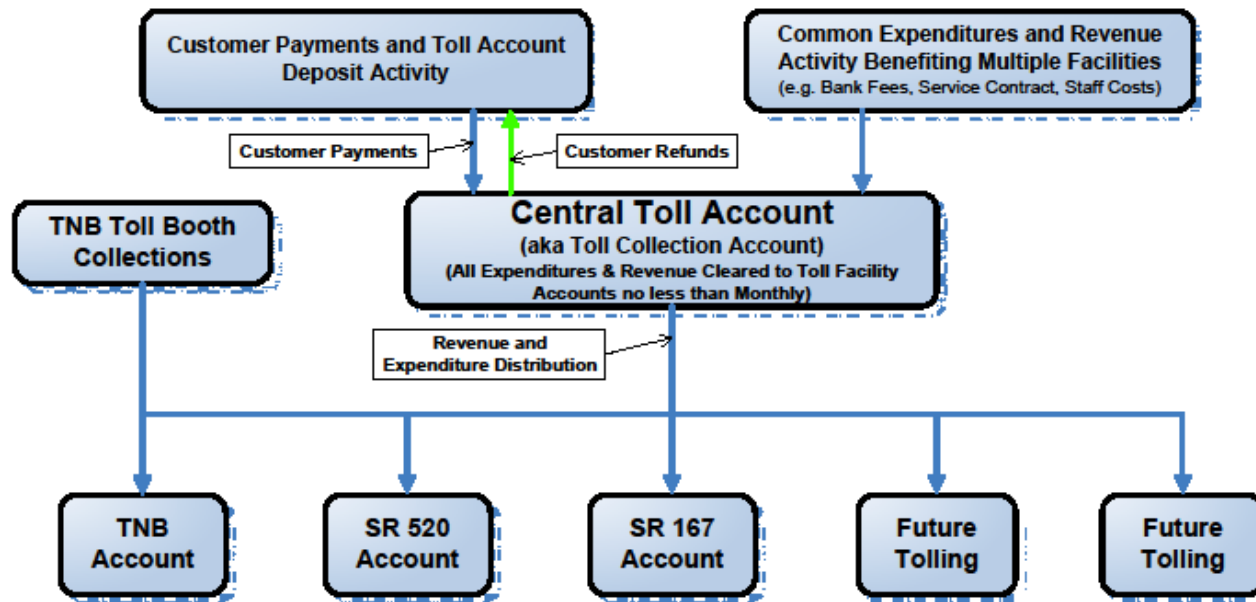 Customer Payments and Toll Account
Deposit Activity
Common Expenditures and Revenue
Activity Benefiting Multiple Facilities
(e.g. Bank Fees, Service Contract, Staff Costs)
Customer Payments
Customer Refunds
TNB Toll Booth
Collections
Central Toll Account
(aka Toll Collection Account)
(All Expenditures & Revenue Cleared to Toll Facility
Accounts no less than Monthly)
Revenue and
Expenditure Distribution
TNB
Account
SR 520
Account
SR 167
Account
Future
Tolling
Future
Tolling